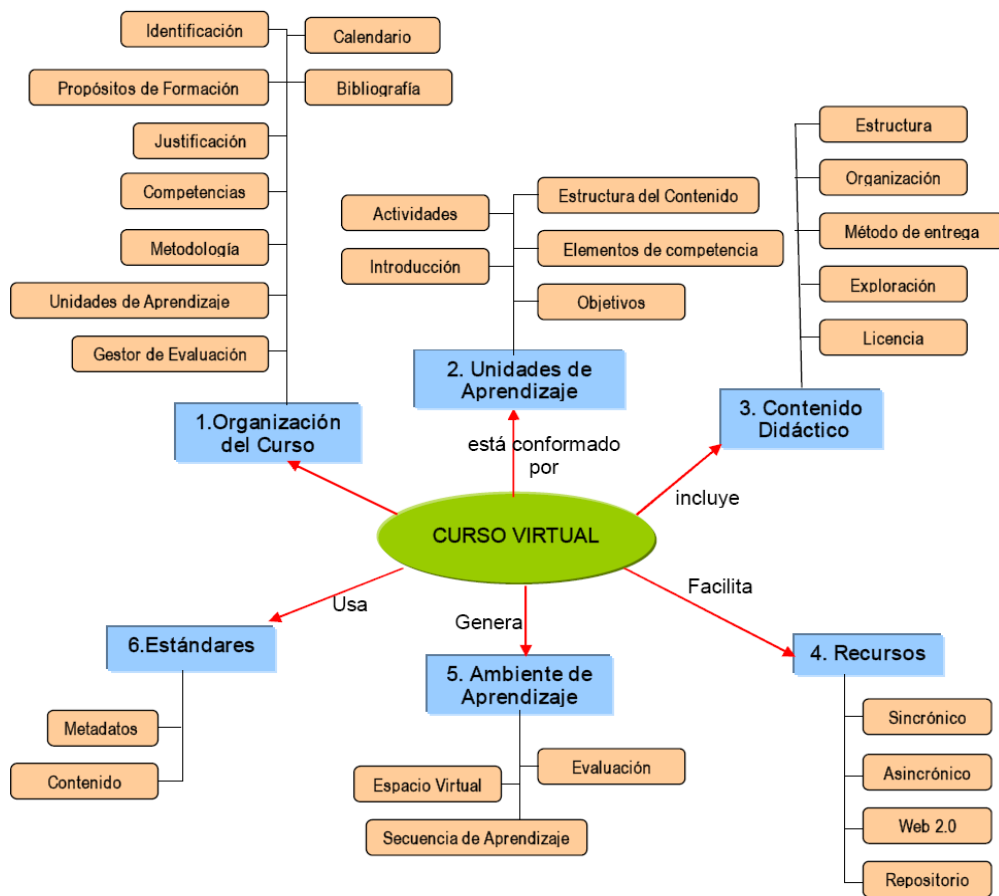 Identificación
Calendario
Propósitos de Formación
Bibliografía
Justificación
Competencias
Metodología
Unidades de Aprendizaje
Gestor de Evaluación
1.Organización
del Curso
Actividades
Estructura del Contenido
Introducción
Elementos de competencia
Objetivos
2. Unidades de
Aprendizaje
Estructura
Organización
Método de entrega
Exploración
Licencia
3. Contenido
Didáctico
está conformado
por
incluye
CURSO VIRTUAL
Usa
Genera
Facilita
6.Estándares
Metadatos
Contenido
5. Ambiente de
Aprendizaje
Evaluación
Espacio Virtual
Secuencia de Aprendizaje
4. Recursos
Sincrónico
Asincrónico
Web 2.0
Repositorio